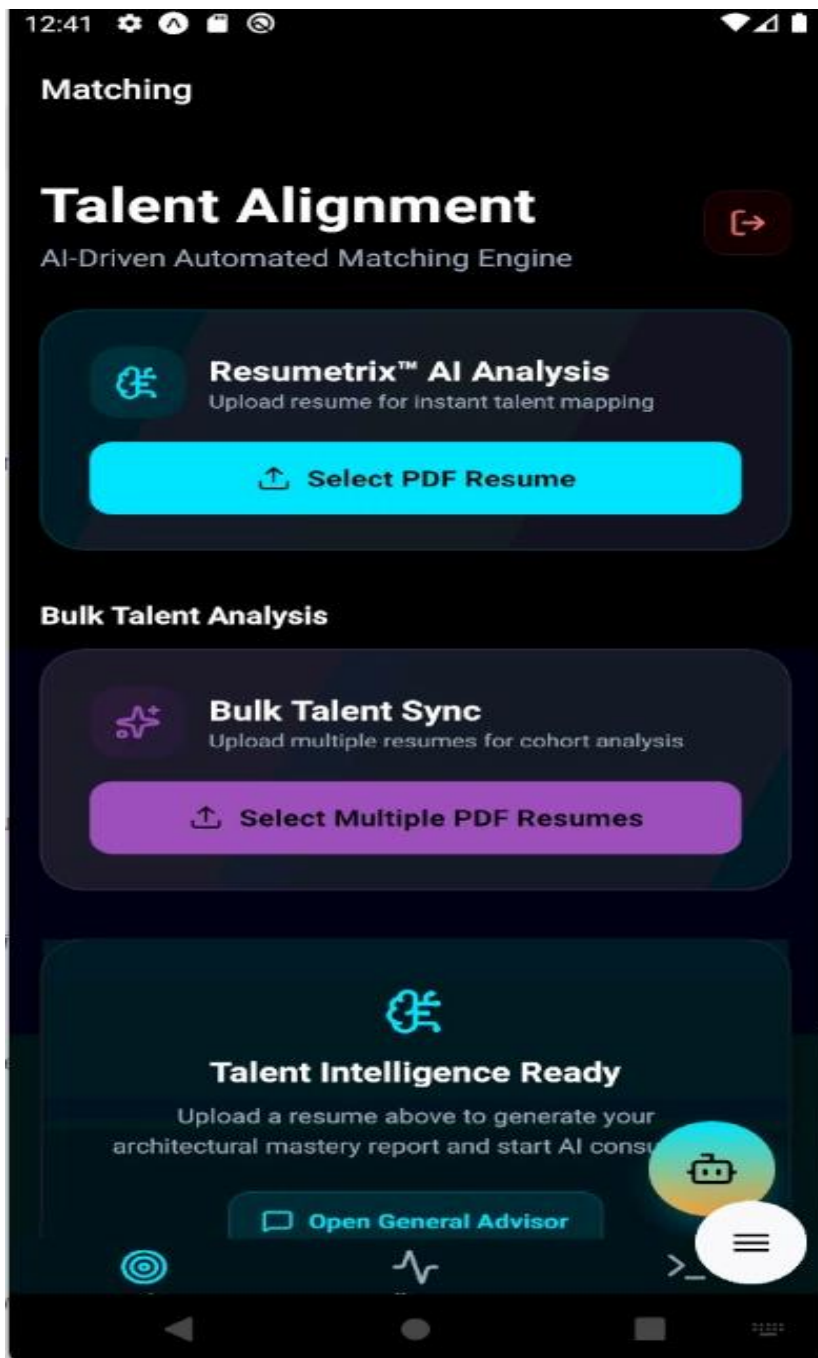 12:41
Matching
Talent Alignment
AI-Driven Automated Matching Engine
Resumetrix™ AI Analysis
Upload resume for instant talent mapping
Select PDF Resume
Bulk Talent Analysis
Bulk Talent Sync
Upload multiple resumes for cohort analysis
Select Multiple PDF Resumes
Talent Intelligence Ready
Upload a resume above to generate your
architectural mastery report and start AI
Open General Advisor